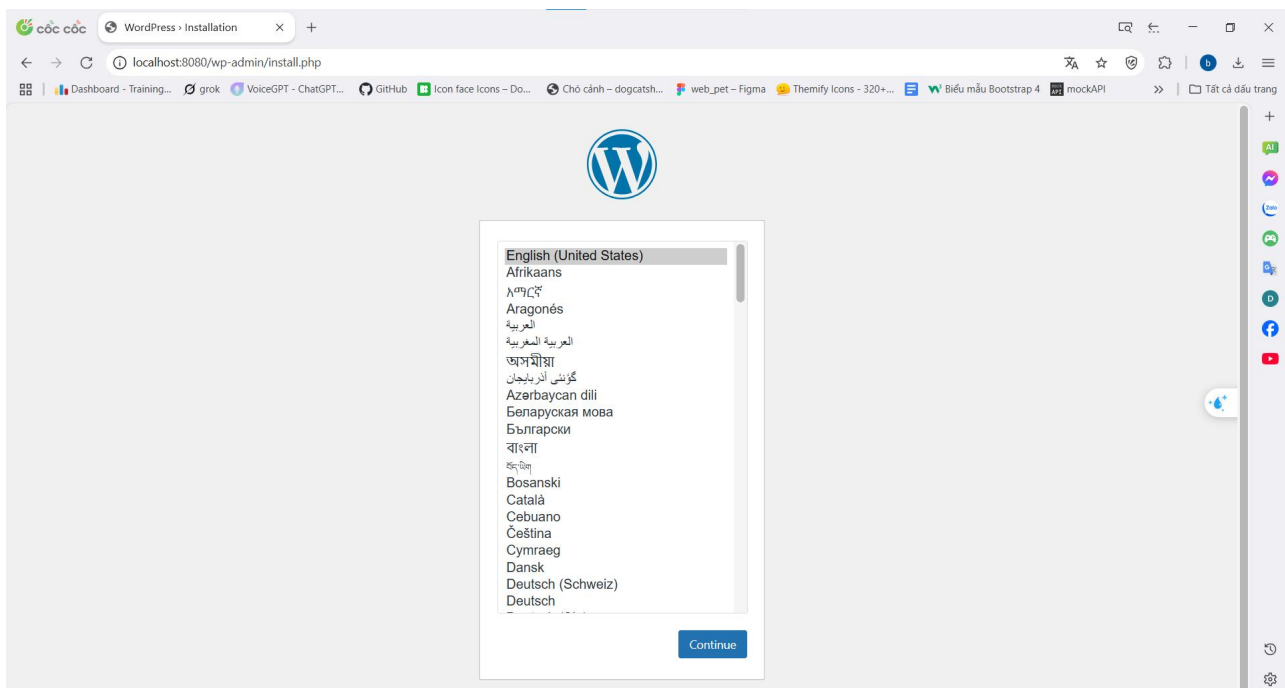 cốc cốc WordPress › Installation
localhost:8080/wp-admin/install.php
Dashboard - Training... grok VoiceGPT - ChatGPT... GitHub Icon face Icons – Do... Chó cảnh – dogcatsh... web_pet – Figma Themify Icons - 320+... Biểu mẫu Bootstrap 4 mockAPI Tất cả dấu trang
English (United States)
Afrikaans
አማርኛ
Aragonés
العربية
العربية المغربية
অসমীয়া
گؤنئی آذربایجان
Azərbaycan dili
Беларуская мова
Български
বাংলা
བོད་ཡིག
Bosanski
Català
Cebuano
Čeština
Cymraeg
Dansk
Deutsch (Schweiz)
Deutsch
Continue